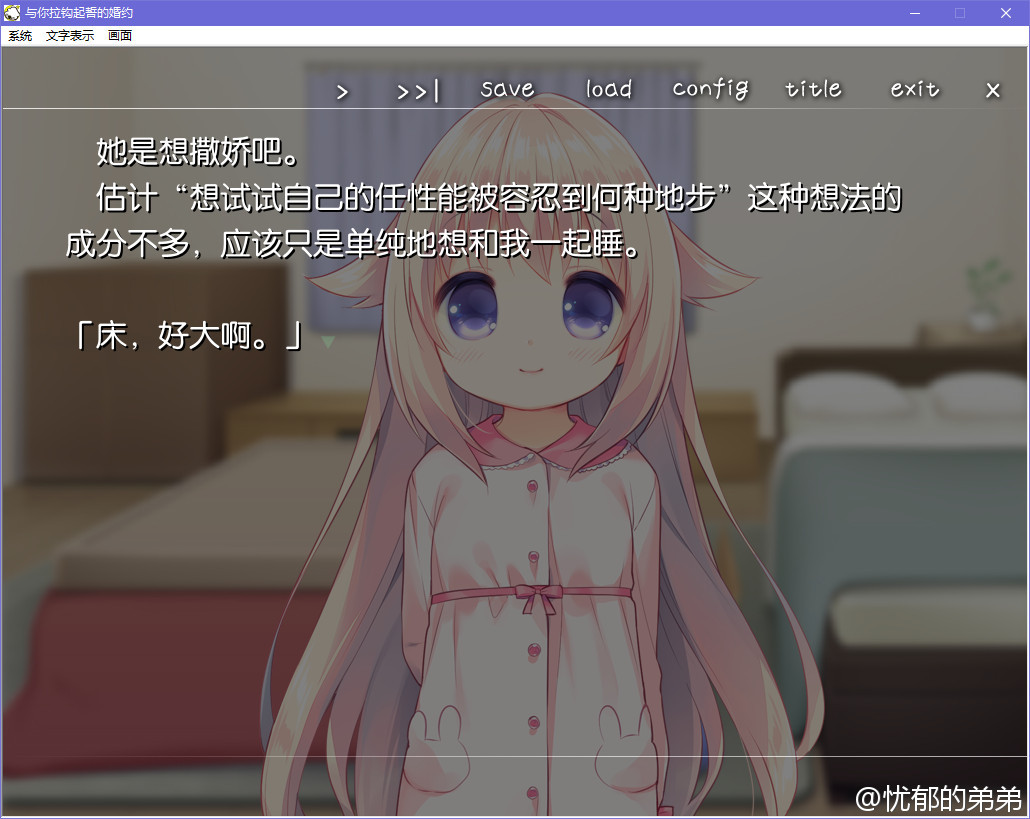 与你拉钩起誓的婚约
系统 文字表示 画面
> >>| save load config title exit x
她是想撒娇吧。
估计“想试试自己的任性能被容忍到何种地步”这种想法的
成分不多，应该只是单纯地想和我一起睡。
「床，好大啊。」
@忧郁的弟弟